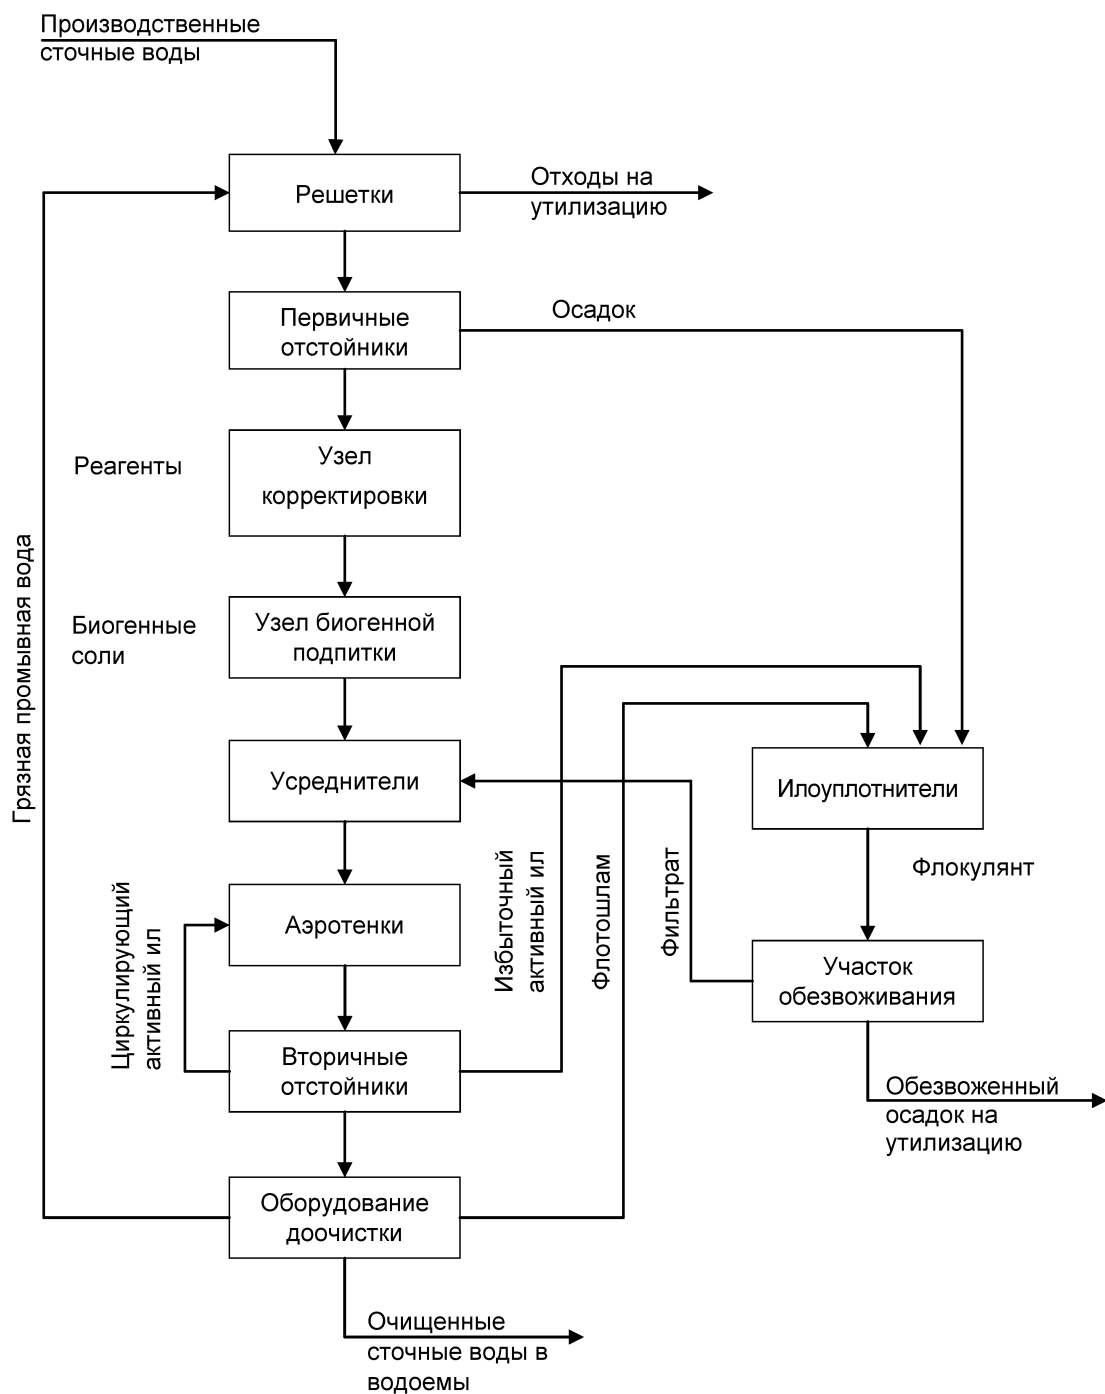 Производственные
сточные воды
Решетки
Отходы на
утилизацию
Первичные
отстойники
Осадок
Реагенты
Узел
корректировки
Грязная промывная вода
Биогенные
соли
Узел биогенной
подпитки
Усреднители
Илоуплотнители
Флокулянт
Циркулирующий
активный ил
Аэротенки
Избыточный
активный ил
Флотошлам
Фильтрат
Участок
обезвоживания
Вторичные
отстойники
Обезвоженный
осадок на
утилизацию
Оборудование
доочистки
Очищенные
сточные воды в
водоемы